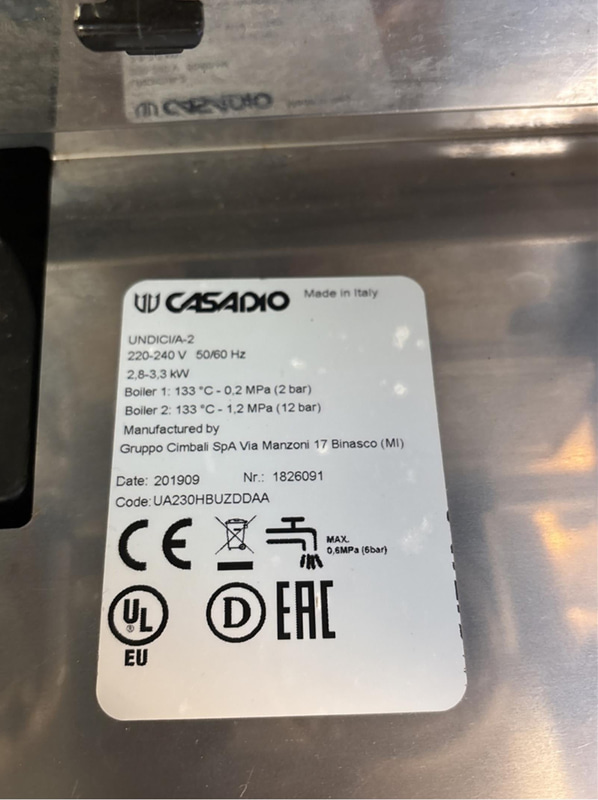 CASADIO
CASADIO Made in Italy
UNDICI/A-2
220-240 V 50/60 Hz
2,8-3,3 kW
Boiler 1: 133 °C - 0,2 MPa (2 bar)
Boiler 2: 133 °C - 1,2 MPa (12 bar)
Manufactured by
Gruppo Cimbali SpA Via Manzoni 17 Binasco (MI)
Date: 201909 Nr.: 1826091
Code: UA230HBUZDDAA
CE
MAX.
0,6MPa (6bar)
UL ® D EAC
EU